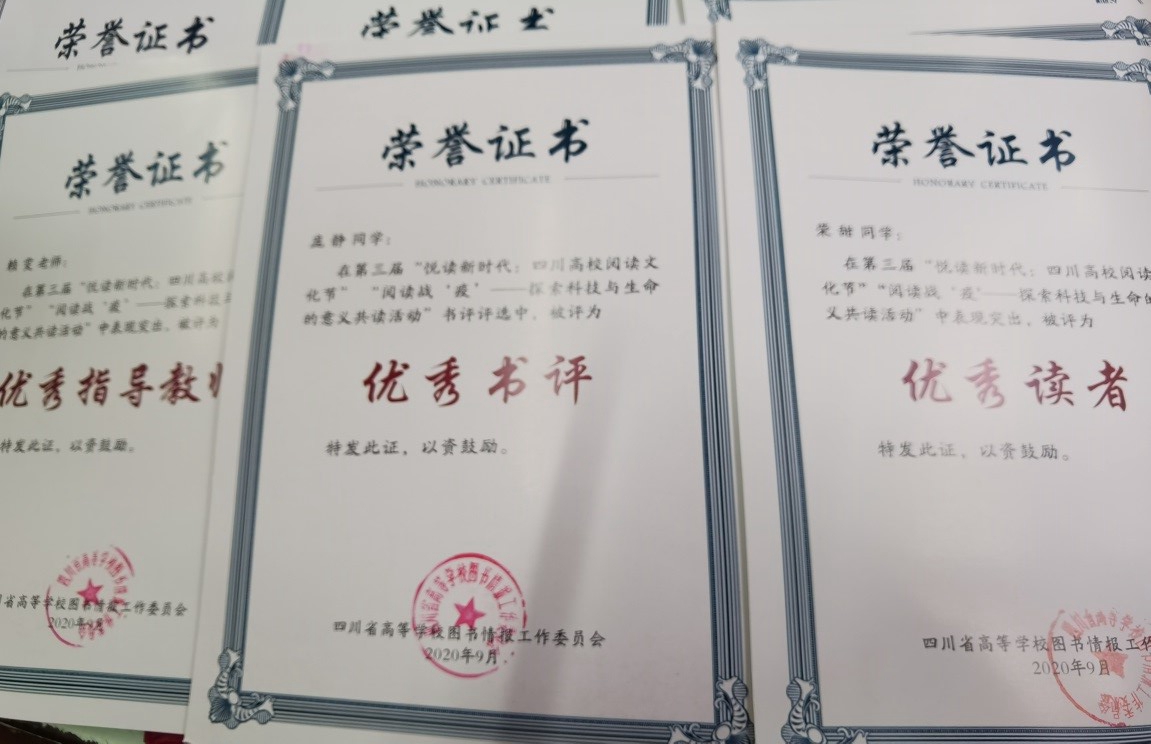 荣誉证书
荣誉证书
荣誉证书
HONORARY CERTIFICATE
老师：
在第三届“悦读新时代：四川高校
化节” “阅读战‘疫’——探索科技
的意义共读活动”中表现突出，被评为
优秀指导教
特发此证，以资鼓励。
省高等学校图书情报工作委员会
2020年9月
荣誉证书
HONORARY CERTIFICATE
孟静同学：
在第三届“悦读新时代：四川高校阅读文
化节” “阅读战‘疫’——探索科技与生命
的意义共读活动”书评评选中，被评为
优秀书评
特发此证，以资鼓励。
四川省高等学校图书情报工作委员会
2020年9月
荣誉证书
HONORARY CERTIFICATE
荣甜同学：
在第三届“悦读新时代：四川高校阅读
化节”“阅读战‘疫’——探索科技与生命的
义共读活动”中表现突出，被评为
优秀读者
特发此证，以资鼓励。
四川省高等学校图书情报工作
2020年9月